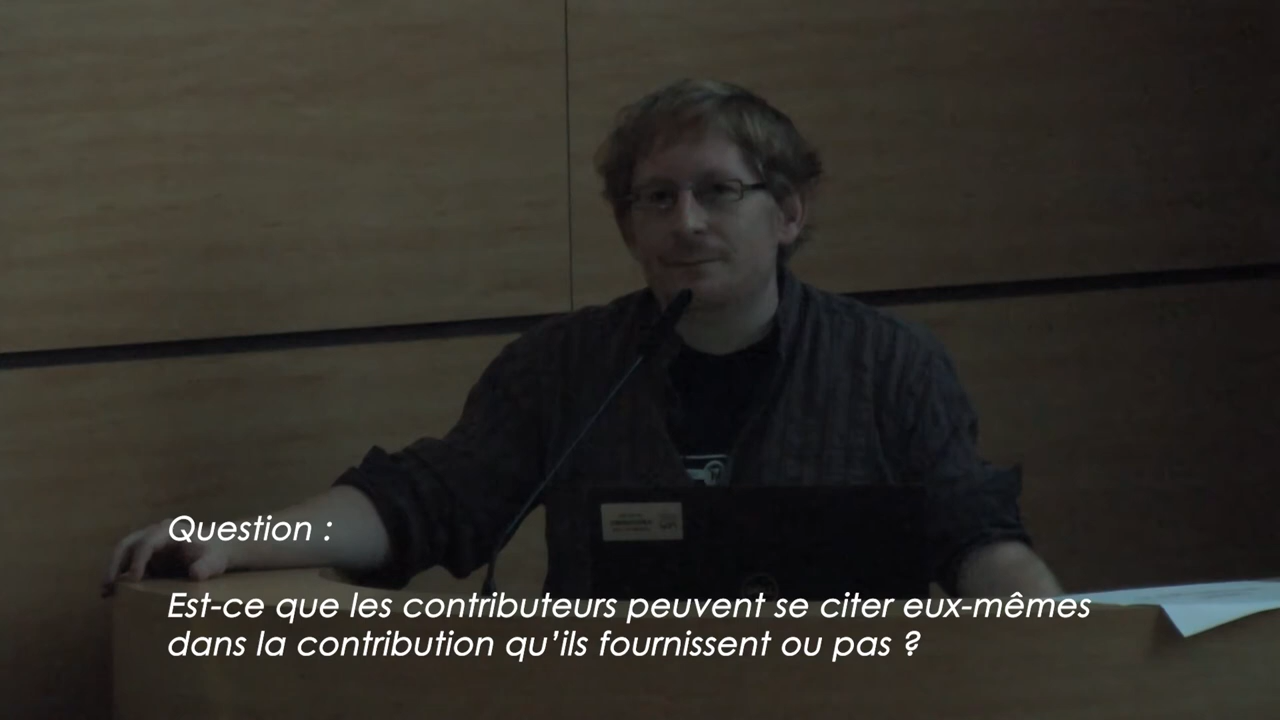 Question :
Est-ce que les contributeurs peuvent se citer eux-mêmes
dans la contribution qu'ils fournissent ou pas ?